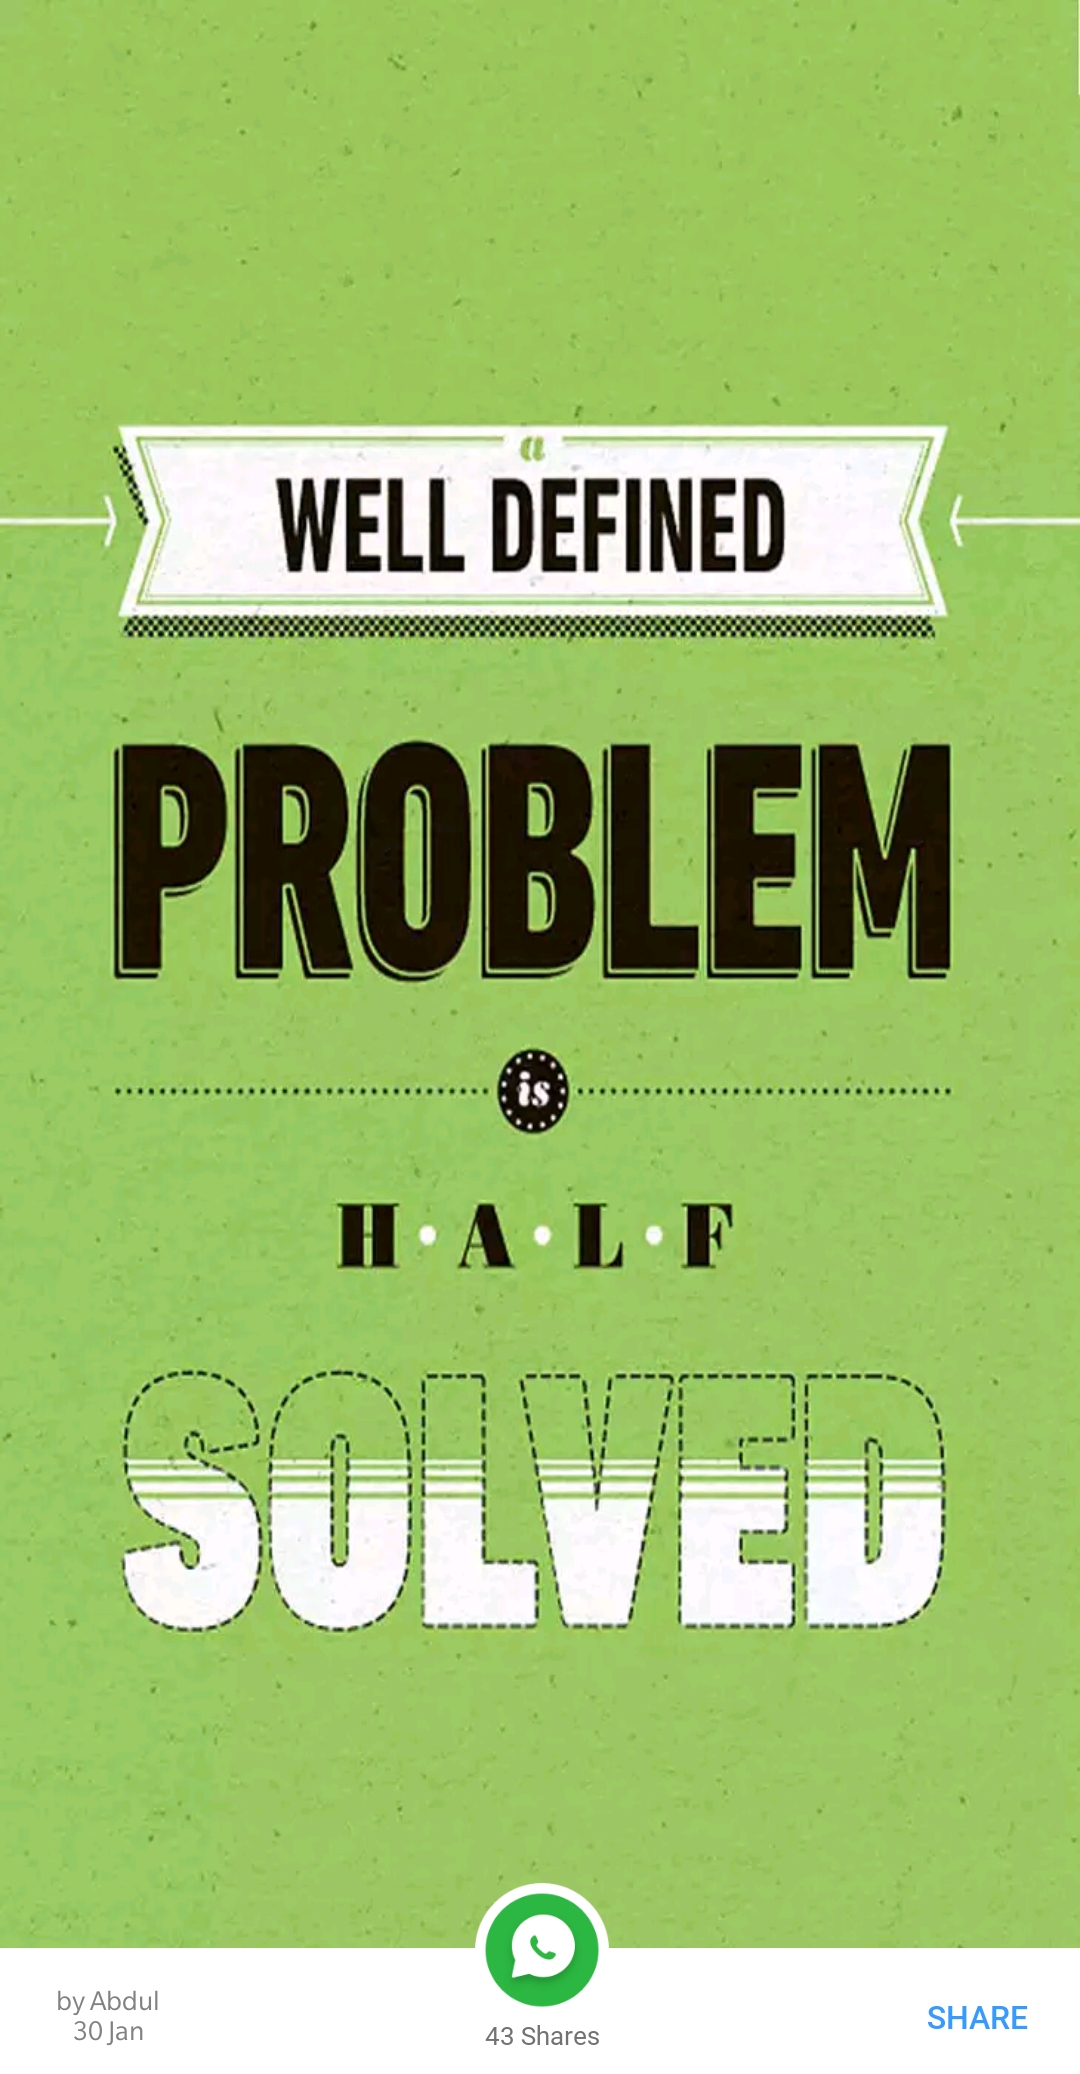 a
WELL DEFINED
PROBLEM
is
H·A·L·F
SOLVED
by Abdul
30 Jan
43 Shares
SHARE